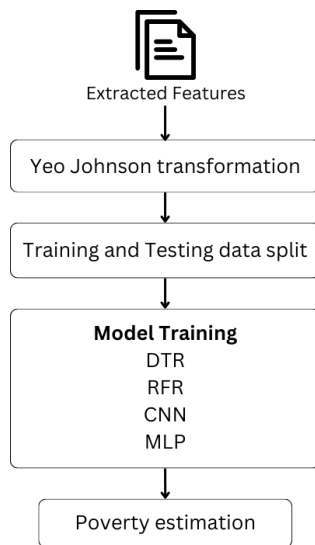 Extracted Features
Yeo Johnson transformation
Training and Testing data split
Model Training
DTR
RFR
CNN
MLP
Poverty estimation